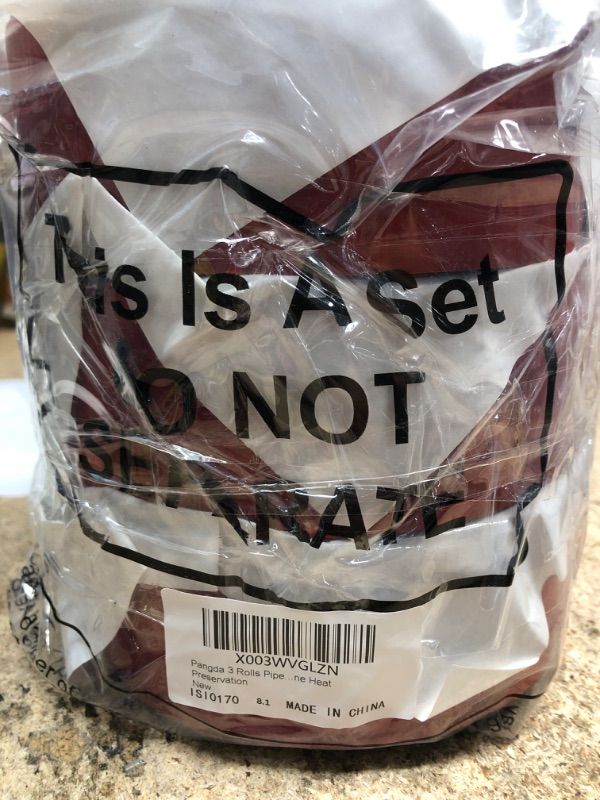 This Is A Set
DO NOT
SEPARATE
X003WVGLZN
Pangda 3 Rolls Pipe...ne Heat
Preservation
New
ISI0170 8.1 MADE IN CHINA